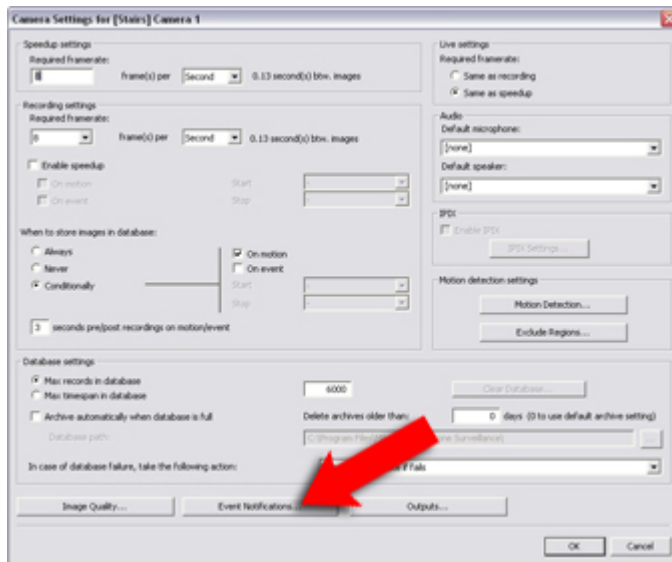 Camera Settings for [Stairs] Camera 1
Speedup settings
Required framerate:
8 frame(s) per Second 0.13 second(s) btw. images
Recording settings
Required framerate:
8 frame(s) per Second 0.13 second(s) btw. images
Enable speedup
On motion Start -
On event Stop -
When to store images in database:
Always
Never
Conditionally
On motion
On event
Start -
Stop -
3 seconds pre/post recordings on motion/event
Live settings
Required framerate:
Same as recording
Same as speedup
Audio
Default microphone:
[none]
Default speaker:
[none]
IPIX
Enable IPIX
IPIX Settings...
Motion detection settings
Motion Detection...
Exclude Regions...
Database settings
Max records in database 6000 Clear Database...
Max timespan in database
Archive automatically when database is full Delete archives older than: 0 days (0 to use default archive setting)
Database path: C:\Program Files\ Surveillance\ ...
In case of database failure, take the following action: if fails
Image Quality... Event Notifications... Outputs...
OK Cancel